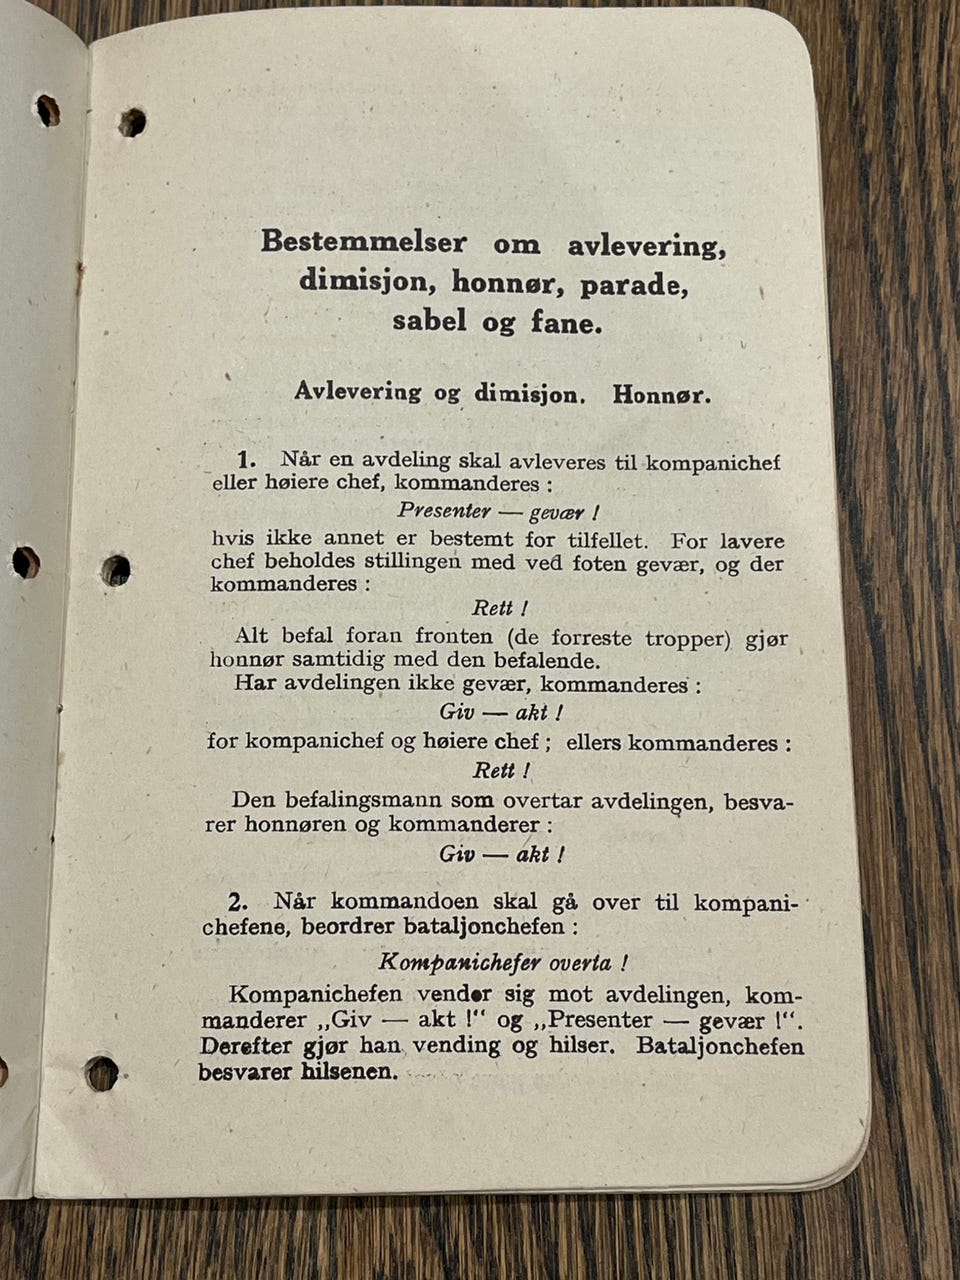 Bestemmelser om avlevering,
dimisjon, honnør, parade,
sabel og fane.
Avlevering og dimisjon. Honnør.
1. Når en avdeling skal avleveres til kompanichef
eller høiere chef, kommanderes :
Presenter — gevær !
hvis ikke annet er bestemt for tilfellet. For lavere
chef beholdes stillingen med ved foten gevær, og der
kommanderes :
Rett !
Alt befal foran fronten (de forreste tropper) gjør
honnør samtidig med den befalende.
Har avdelingen ikke gevær, kommanderes :
Giv — akt !
for kompanichef og høiere chef ; ellers kommanderes :
Rett !
Den befalingsmann som overtar avdelingen, besva-
rer honnøren og kommanderer :
Giv — akt !
2. Når kommandoen skal gå over til kompani-
chefene, beordrer bataljonchefen :
Kompanichefer overta !
Kompanichefen vender sig mot avdelingen, kom-
manderer „Giv — akt !“ og „Presenter — gevær !“.
Derefter gjør han vending og hilser. Bataljonchefen
besvarer hilsenen.